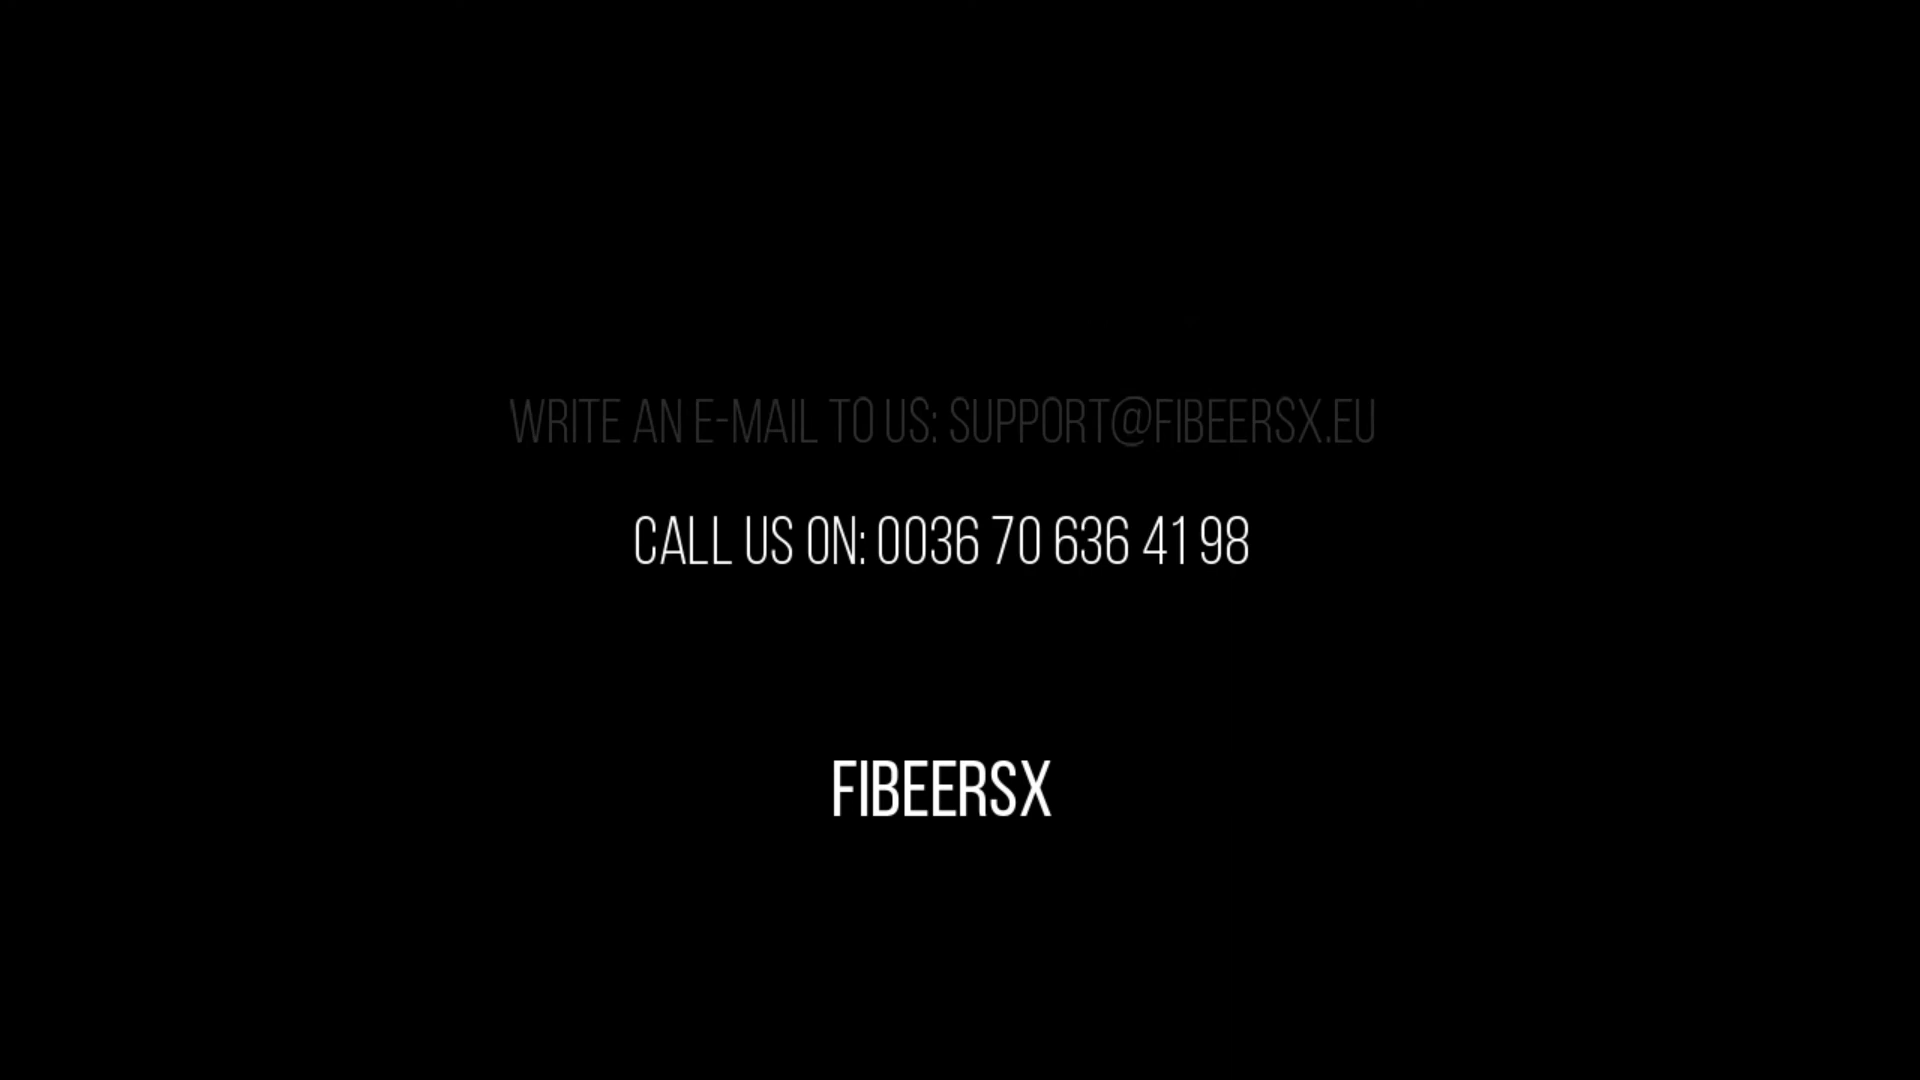 WRITE AN E-MAIL TO US: SUPPORT@FIBEERSX.EU
CALL US ON: 0036 70 636 41 98
FIBEERSX